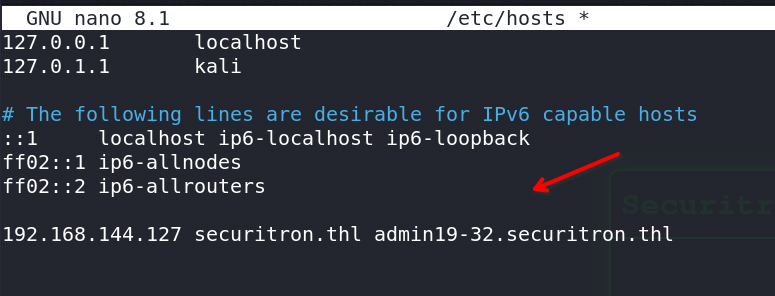 GNU nano 8.1 /etc/hosts *
127.0.0.1 localhost
127.0.1.1 kali
# The following lines are desirable for IPv6 capable hosts
::1 localhost ip6-localhost ip6-loopback
ff02::1 ip6-allnodes
ff02::2 ip6-allrouters
192.168.144.127 securitron.thl admin19-32.securitron.thl